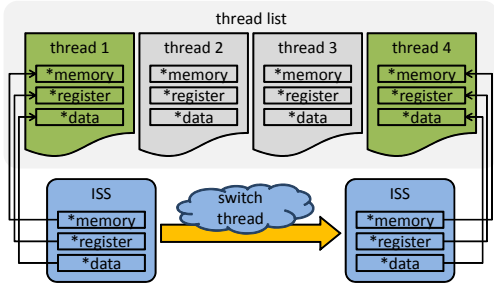 thread list
thread 1
*memory
*register
*data
thread 2
*memory
*register
*data
thread 3
*memory
*register
*data
thread 4
*memory
*register
*data
ISS
*memory
*register
*data
switch
thread
ISS
*memory
*register
*data